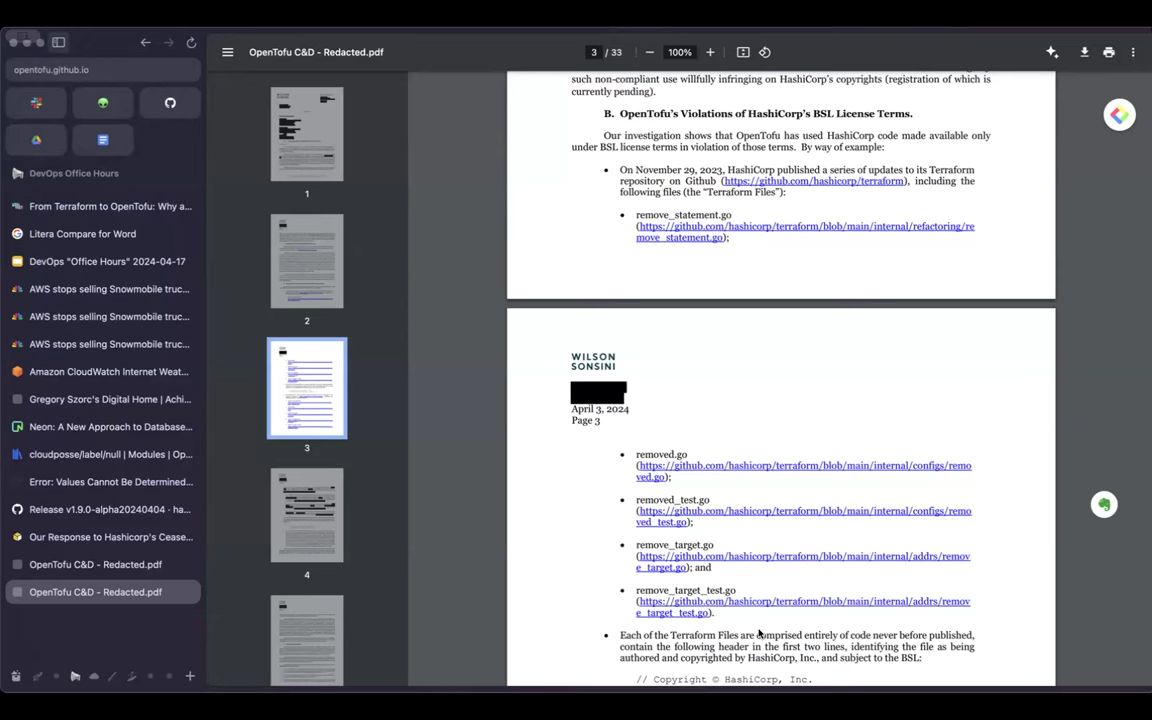 OpenTofu C&D - Redacted.pdf
3 / 33
100%
opentofu.github.io
DevOps Office Hours
From Terraform to OpenTofu: Why a...
Litera Compare for Word
DevOps "Office Hours" 2024-04-17
AWS stops selling Snowmobile truc...
AWS stops selling Snowmobile truc...
AWS stops selling Snowmobile truc...
Amazon CloudWatch Internet Weat...
Gregory Szorc's Digital Home | Achi...
Neon: A New Approach to Database...
cloudposse/label/null | Modules | Op...
Error: Values Cannot Be Determined...
Release v1.9.0-alpha20240404 · ha...
Our Response to Hashicorp's Cease...
OpenTofu C&D - Redacted.pdf
OpenTofu C&D - Redacted.pdf
1
2
3
4
such non-compliant use willfully infringing on HashiCorp's copyrights (registration of which is
currently pending).
B. OpenTofu's Violations of HashiCorp's BSL License Terms.
Our investigation shows that OpenTofu has used HashiCorp code made available only
under BSL license terms in violation of those terms. By way of example:
• On November 29, 2023, HashiCorp published a series of updates to its Terraform
repository on Github (https://github.com/hashicorp/terraform), including the
following files (the "Terraform Files"):
• remove_statement.go
(https://github.com/hashicorp/terraform/blob/main/internal/refactoring/re
move_statement.go);
WILSON
SONSINI
April 3, 2024
Page 3
• removed.go
(https://github.com/hashicorp/terraform/blob/main/internal/configs/remo
ved.go);
• removed_test.go
(https://github.com/hashicorp/terraform/blob/main/internal/configs/remo
ved_test.go);
• remove_target.go
(https://github.com/hashicorp/terraform/blob/main/internal/addrs/remov
e_target.go); and
• remove_target_test.go
(https://github.com/hashicorp/terraform/blob/main/internal/addrs/remov
e_target_test.go).
• Each of the Terraform Files are comprised entirely of code never before published,
contain the following header in the first two lines, identifying the file as being
authored and copyrighted by HashiCorp, Inc., and subject to the BSL:
// Copyright © HashiCorp, Inc.